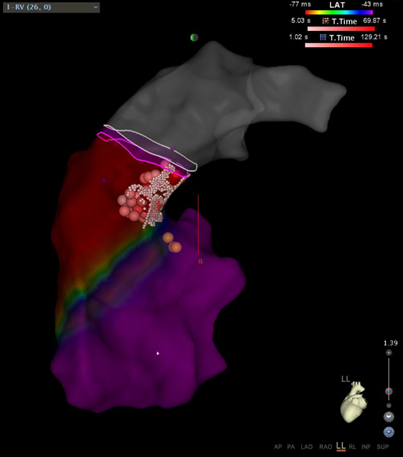 I - RV (26, 0)
-77 ms LAT -43 ms
5.03 s T.Time 69.87 s
1.02 s T.Time 129.21 s
1.39
LL
AP PA LAO RAO LL RL INF SUP